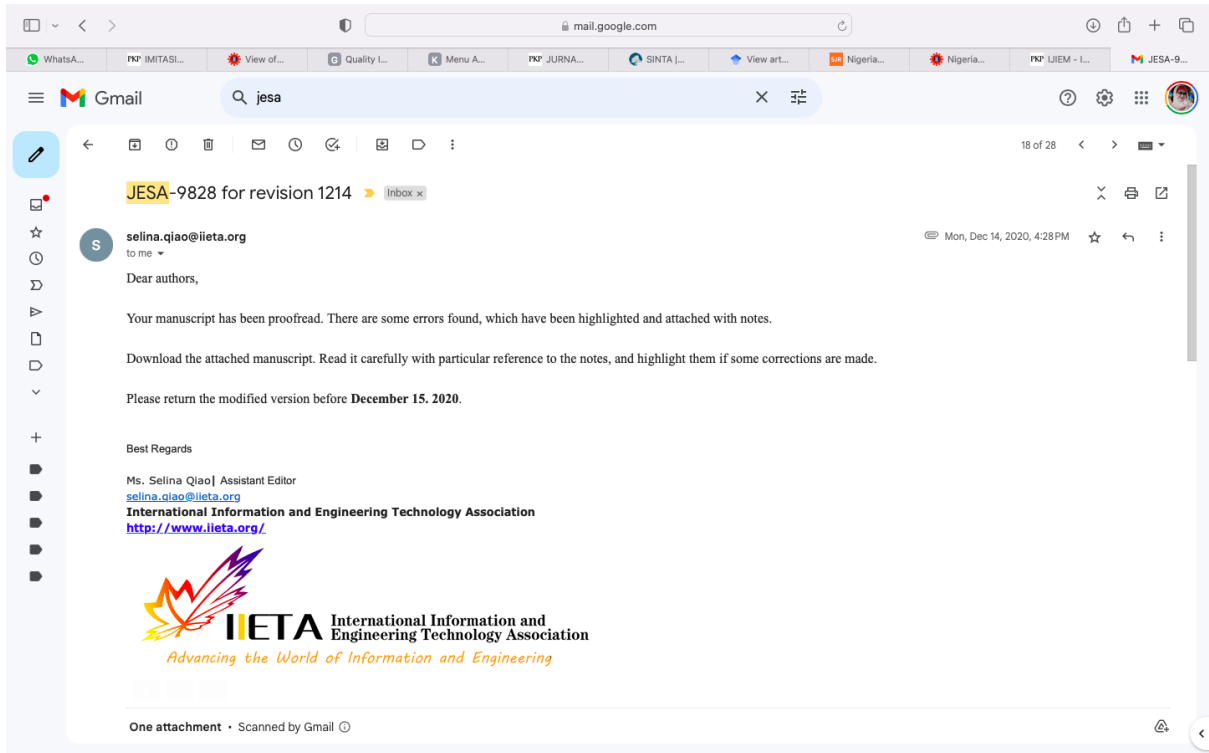 mail.google.com
WhatsA...
PKP IMITASI...
View of...
G Quality I...
K Menu A...
PKP JURNA...
SINTA |...
View art...
SJR Nigeria...
Nigeria...
PKP IJIEM - I...
JESA-9...
Gmail
jesa
18 of 28
JESA-9828 for revision 1214
Inbox ×
S
selina.qiao@iieta.org
Mon, Dec 14, 2020, 4:28 PM
to me
Dear authors,
Your manuscript has been proofread. There are some errors found, which have been highlighted and attached with notes.
Download the attached manuscript. Read it carefully with particular reference to the notes, and highlight them if some corrections are made.
Please return the modified version before December 15. 2020.
Best Regards
Ms. Selina Qiao| Assistant Editor
selina.qiao@iieta.org
International Information and Engineering Technology Association
http://www.iieta.org/
IIETA International Information and
Engineering Technology Association
Advancing the World of Information and Engineering
One attachment • Scanned by Gmail